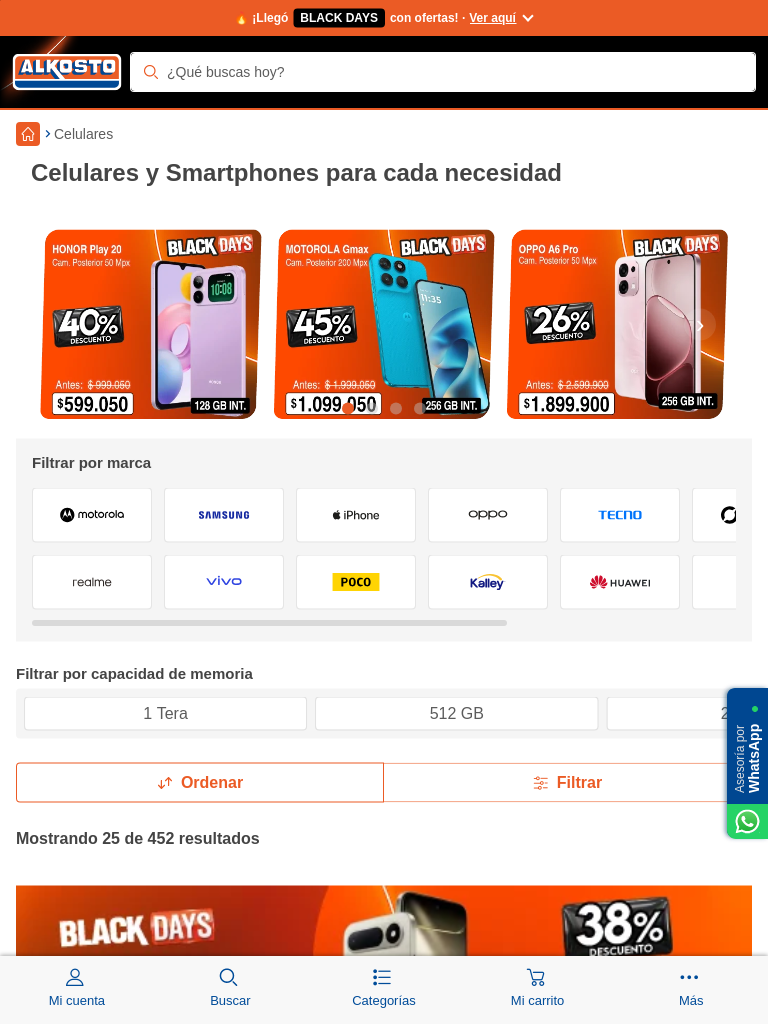 🔥 ¡Llegó BLACK DAYS con ofertas! · Ver aquí
ALKOSTO
¿Qué buscas hoy?
Celulares
Celulares y Smartphones para cada necesidad
BLACK DAYS
HONOR Play 20
Cam. Posterior 50 Mpx
40%
DESCUENTO
10:08
HONOR
Antes: $ 999.050
$599.050
128 GB INT.
BLACK DAYS
MOTOROLA Gmax
Cam. Posterior 200 Mpx
45%
DESCUENTO
11:35
Antes: $ 1.999.050
$1.099.050
256 GB INT.
BLACK DAYS
OPPO A6 Pro
Cam. Posterior 50 Mpx
26%
DESCUENTO
Antes: $ 2.599.900
$1.899.900
256 GB INT.
Filtrar por marca
motorola
SAMSUNG
iPhone
oppo
TECNO
realme
vivo
POCO
Kalley
HUAWEI
Filtrar por capacidad de memoria
1 Tera
512 GB
2
Asesoría por
WhatsApp
Ordenar
Filtrar
Mostrando 25 de 452 resultados
BLACK DAYS
38%
DESCUENTO
Mi cuenta
Buscar
Categorías
Mi carrito
Más